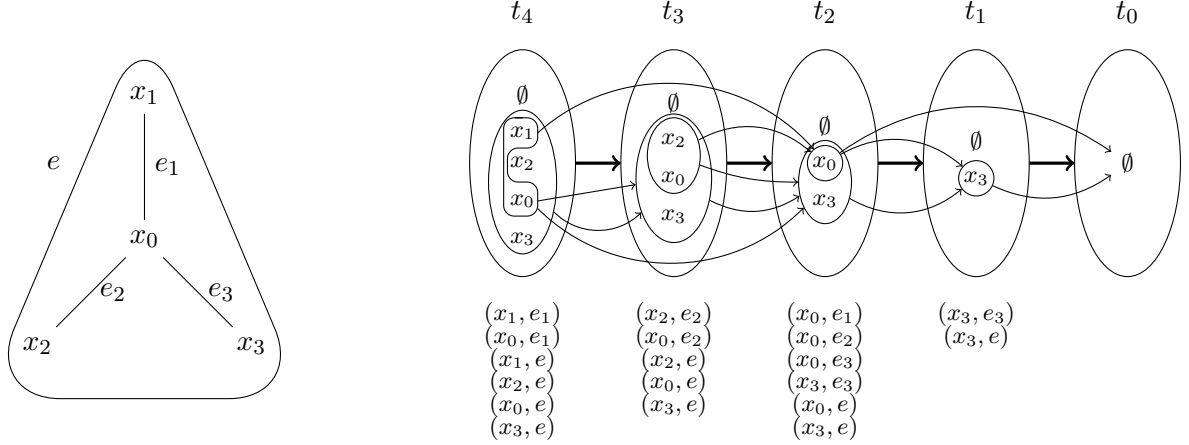 x₁
e
e₁
x₀
e₂
e₃
x₂
x₃
t₄ t₃ t₂ t₁ t₀
∅ ∅ ∅ ∅ ∅
x₁ x₂ x₀ x₃
x₂ x₀ x₃
x₀ x₃
x₃
(x₁, e₁) (x₂, e₂) (x₀, e₁) (x₃, e₃)
(x₀, e₁) (x₀, e₂) (x₀, e₂) (x₃, e)
(x₁, e) (x₂, e) (x₀, e₃)
(x₂, e) (x₀, e) (x₃, e₃)
(x₀, e) (x₃, e) (x₀, e)
(x₃, e) (x₃, e)